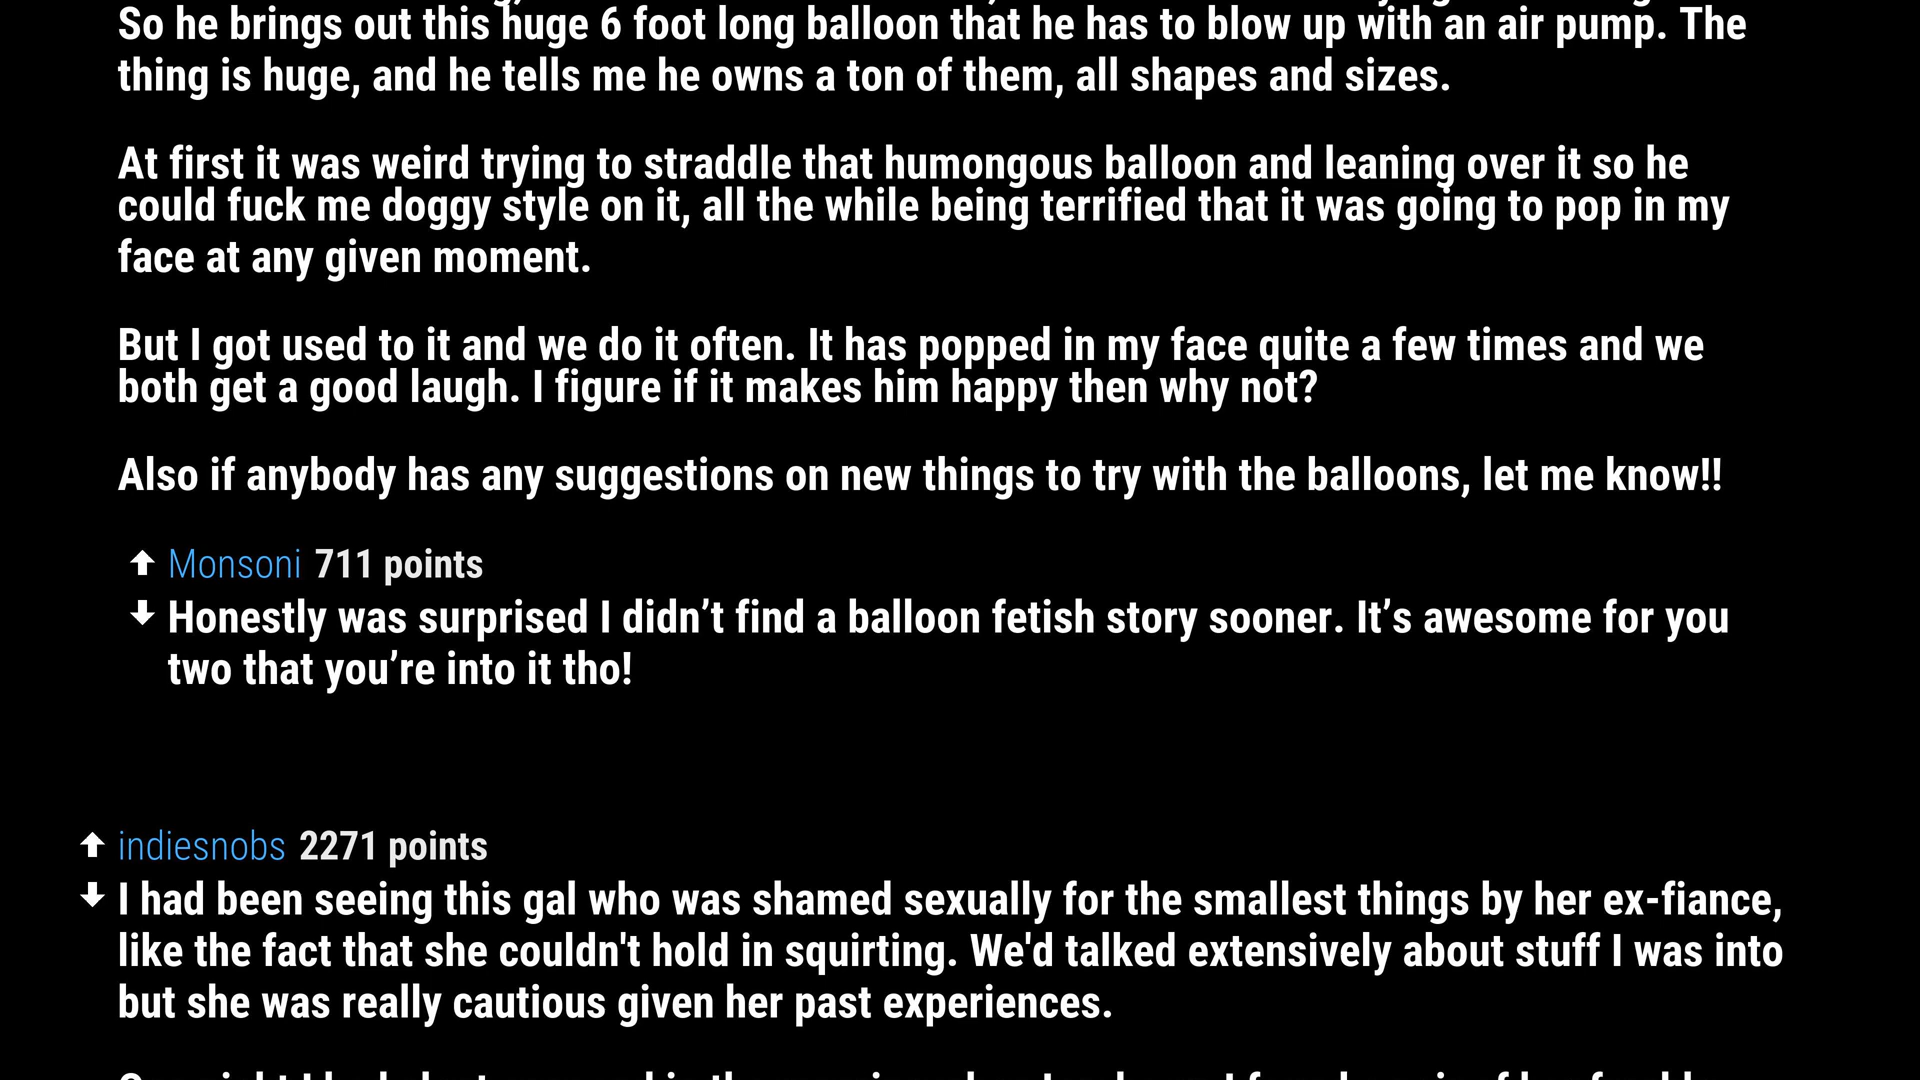 So he brings out this huge 6 foot long balloon that he has to blow up with an air pump. The
thing is huge, and he tells me he owns a ton of them, all shapes and sizes.
At first it was weird trying to straddle that humongous balloon and leaning over it so he
could fuck me doggy style on it, all the while being terrified that it was going to pop in my
face at any given moment.
But I got used to it and we do it often. It has popped in my face quite a few times and we
both get a good laugh. I figure if it makes him happy then why not?
Also if anybody has any suggestions on new things to try with the balloons, let me know!!
Monsoni 711 points
Honestly was surprised I didn’t find a balloon fetish story sooner. It’s awesome for you
two that you’re into it tho!
indiesnobs 2271 points
I had been seeing this gal who was shamed sexually for the smallest things by her ex-fiance,
like the fact that she couldn't hold in squirting. We'd talked extensively about stuff I was into
but she was really cautious given her past experiences.